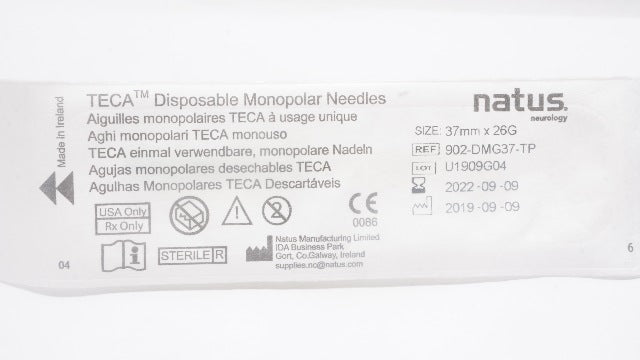 Made in Ireland
TECA™ Disposable Monopolar Needles
Aiguilles monopolaires TECA à usage unique
Aghi monopolari TECA monouso
TECA einmal verwendbare, monopolare Nadeln
Agujas monopolares desechables TECA
Agulhas Monopolares TECA Descartáveis
USA Only
Rx Only
2
CE
0086
i
STERILE R
Natus Manufacturing Limited
IDA Business Park
Gort, Co.Galway, Ireland
supplies.nc@natus.com
04
natus.
neurology
SIZE: 37mm x 26G
REF 902-DMG37-TP
LOT U1909G04
2022-09-09
2019-09-09
6